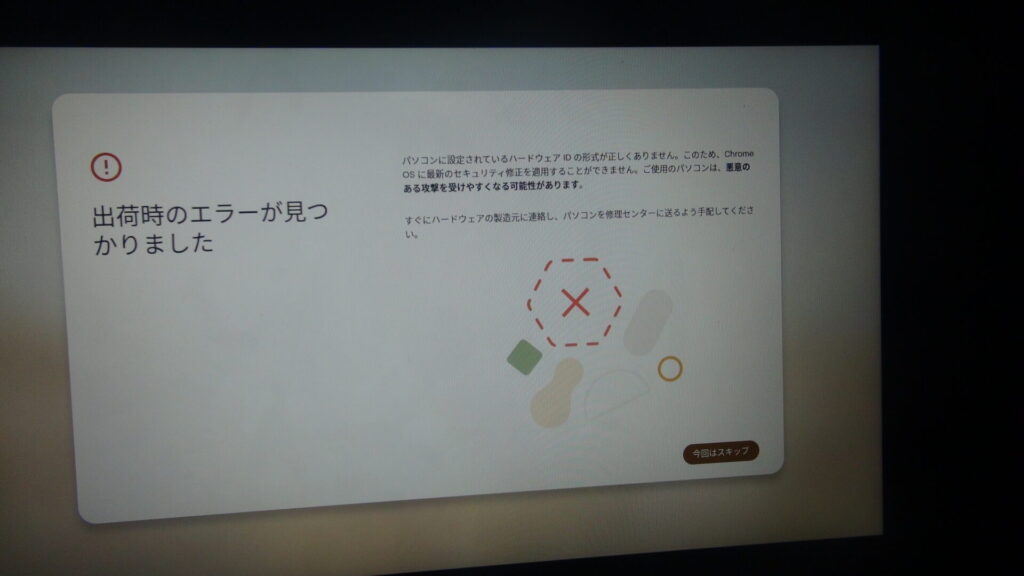 出荷時のエラーが見つ
かりました
パソコンに設定されているハードウェア ID の形式が正しくありません。このため、Chrome
OS に最新のセキュリティ修正を適用することができません。ご使用のパソコンは、悪意の
ある攻撃を受けやすくなる可能性があります。
すぐにハードウェアの製造元に連絡し、パソコンを修理センターに送るよう手配してくださ
い。
今回はスキップ